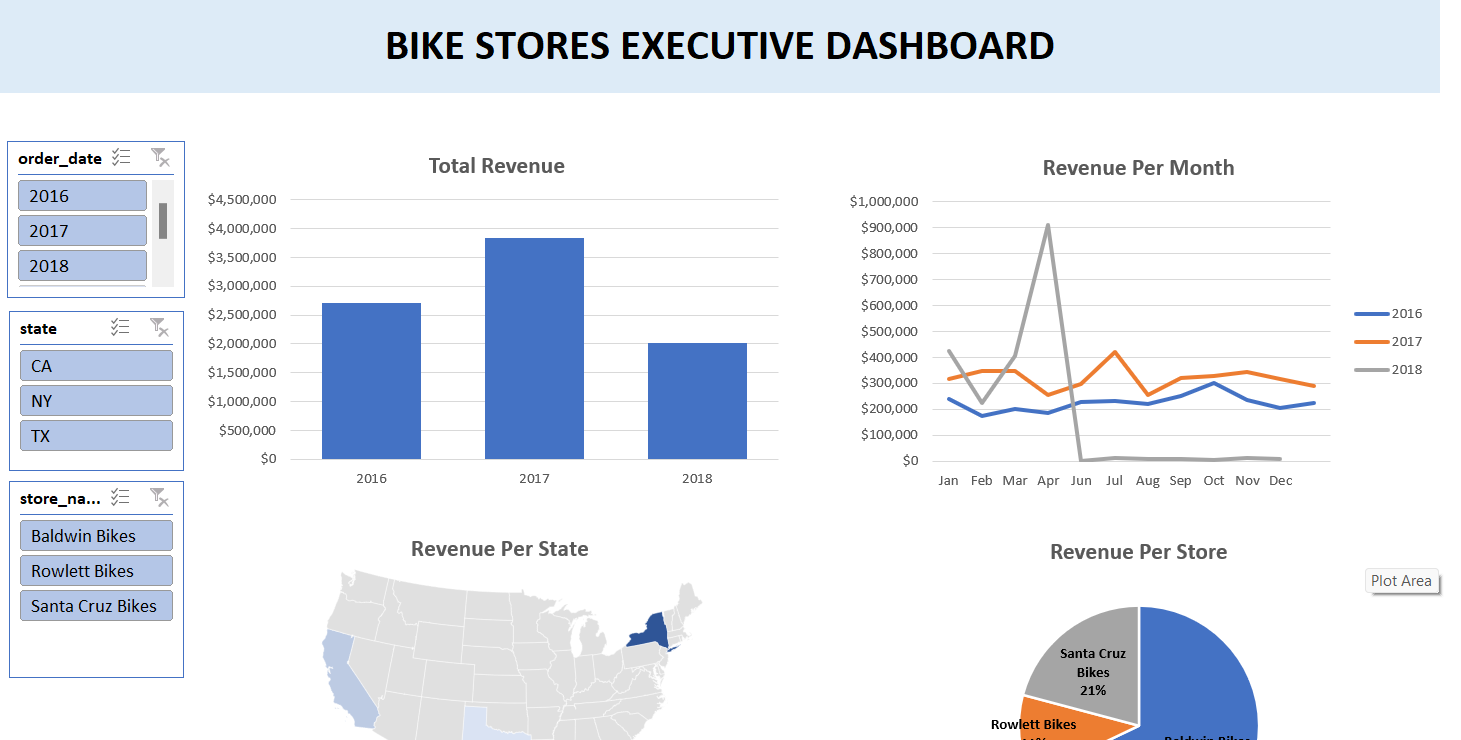 BIKE STORES EXECUTIVE DASHBOARD
order_date
2016
2017
2018
state
CA
NY
TX
store_na...
Baldwin Bikes
Rowlett Bikes
Santa Cruz Bikes
Total Revenue
$4,500,000
$4,000,000
$3,500,000
$3,000,000
$2,500,000
$2,000,000
$1,500,000
$1,000,000
$500,000
$0
2016 2017 2018
Revenue Per Month
$1,000,000
$900,000
$800,000
$700,000
$600,000
$500,000
$400,000
$300,000
$200,000
$100,000
$0
Jan Feb Mar Apr Jun Jul Aug Sep Oct Nov Dec
2016
2017
2018
Revenue Per State
Revenue Per Store
Plot Area
Santa Cruz
Bikes
21%
Rowlett Bikes
Baldwin Bikes